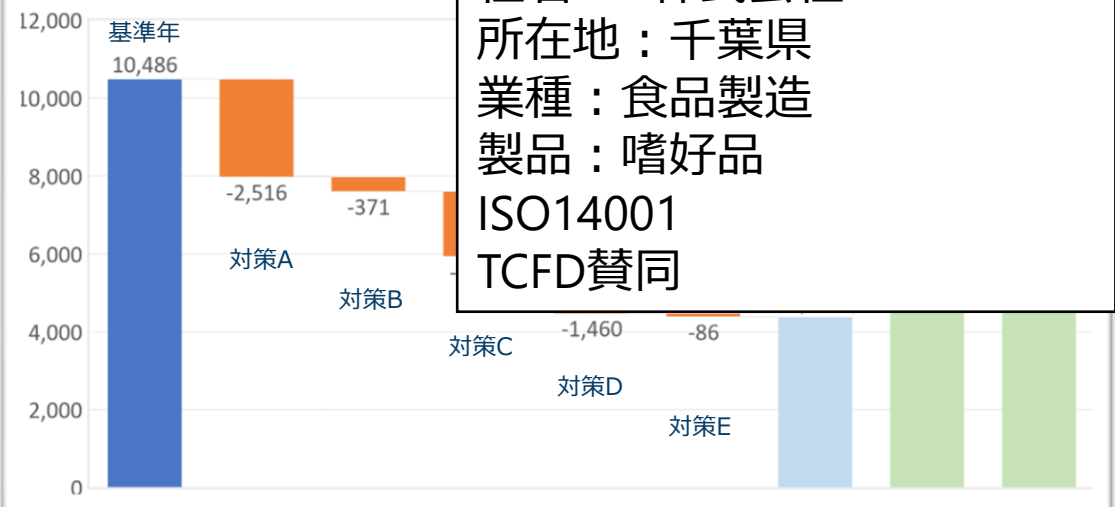 12,000
基準年
10,486
10,000
8,000
-2,516
-371
6,000
対策A
対策B
4,000
対策C
-1,460
対策D
-86
対策E
2,000
0
所在地：千葉県
業種：食品製造
製品：嗜好品
ISO14001
TCFD賛同